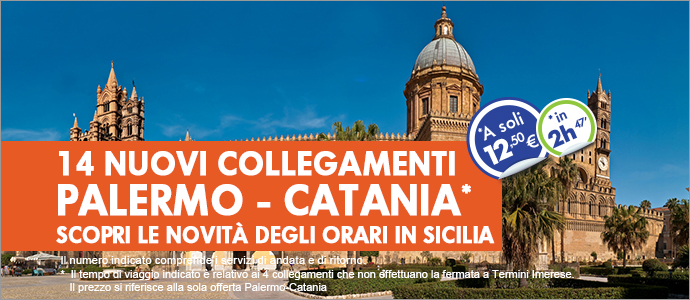 14 NUOVI COLLEGAMENTI
PALERMO - CATANIA*
SCOPRI LE NOVITÀ DEGLI ORARI IN SICILIA
*A soli
12,50€
*in
2h 47'
Il numero indicato comprende i servizi di andata e di ritorno
* Il tempo di viaggio indicato è relativo ai 4 collegamenti che non effettuano la fermata a Termini Imerese.
Il prezzo si riferisce alla sola offerta Palermo-Catania